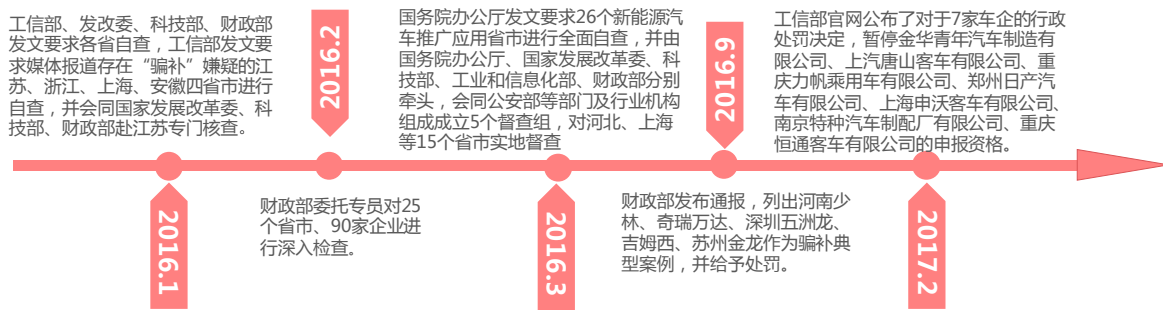 工信部、发改委、科技部、财政部
发文要求各省自查，工信部发文要
求媒体报道存在“骗补”嫌疑的江
苏、浙江、上海、安徽四省市进行
自查，并会同国家发展改革委、科
技部、财政部赴江苏专门核查。
2016.1
2016.2
财政部委托专员对25
个省市、90家企业进
行深入检查。
国务院办公厅发文要求26个新能源汽
车推广应用省市进行全面自查，并由
国务院办公厅、国家发展改革委、科
技部、工业和信息化部、财政部分别
牵头，会同公安部等部门及行业机构
组成成立5个督查组，对河北、上海
等15个省市实地督查
2016.3
2016.9
财政部发布通报，列出河南少
林、奇瑞万达、深圳五洲龙、
吉姆西、苏州金龙作为骗补典
型案例，并给予处罚。
工信部官网公布了对于7家车企的行政
处罚决定，暂停金华青年汽车制造有
限公司、上汽唐山客车有限公司、重
庆力帆乘用车有限公司、郑州日产汽
车有限公司、上海申沃客车有限公司、
南京特种汽车制配厂有限公司、重庆
恒通客车有限公司的申报资格。
2017.2